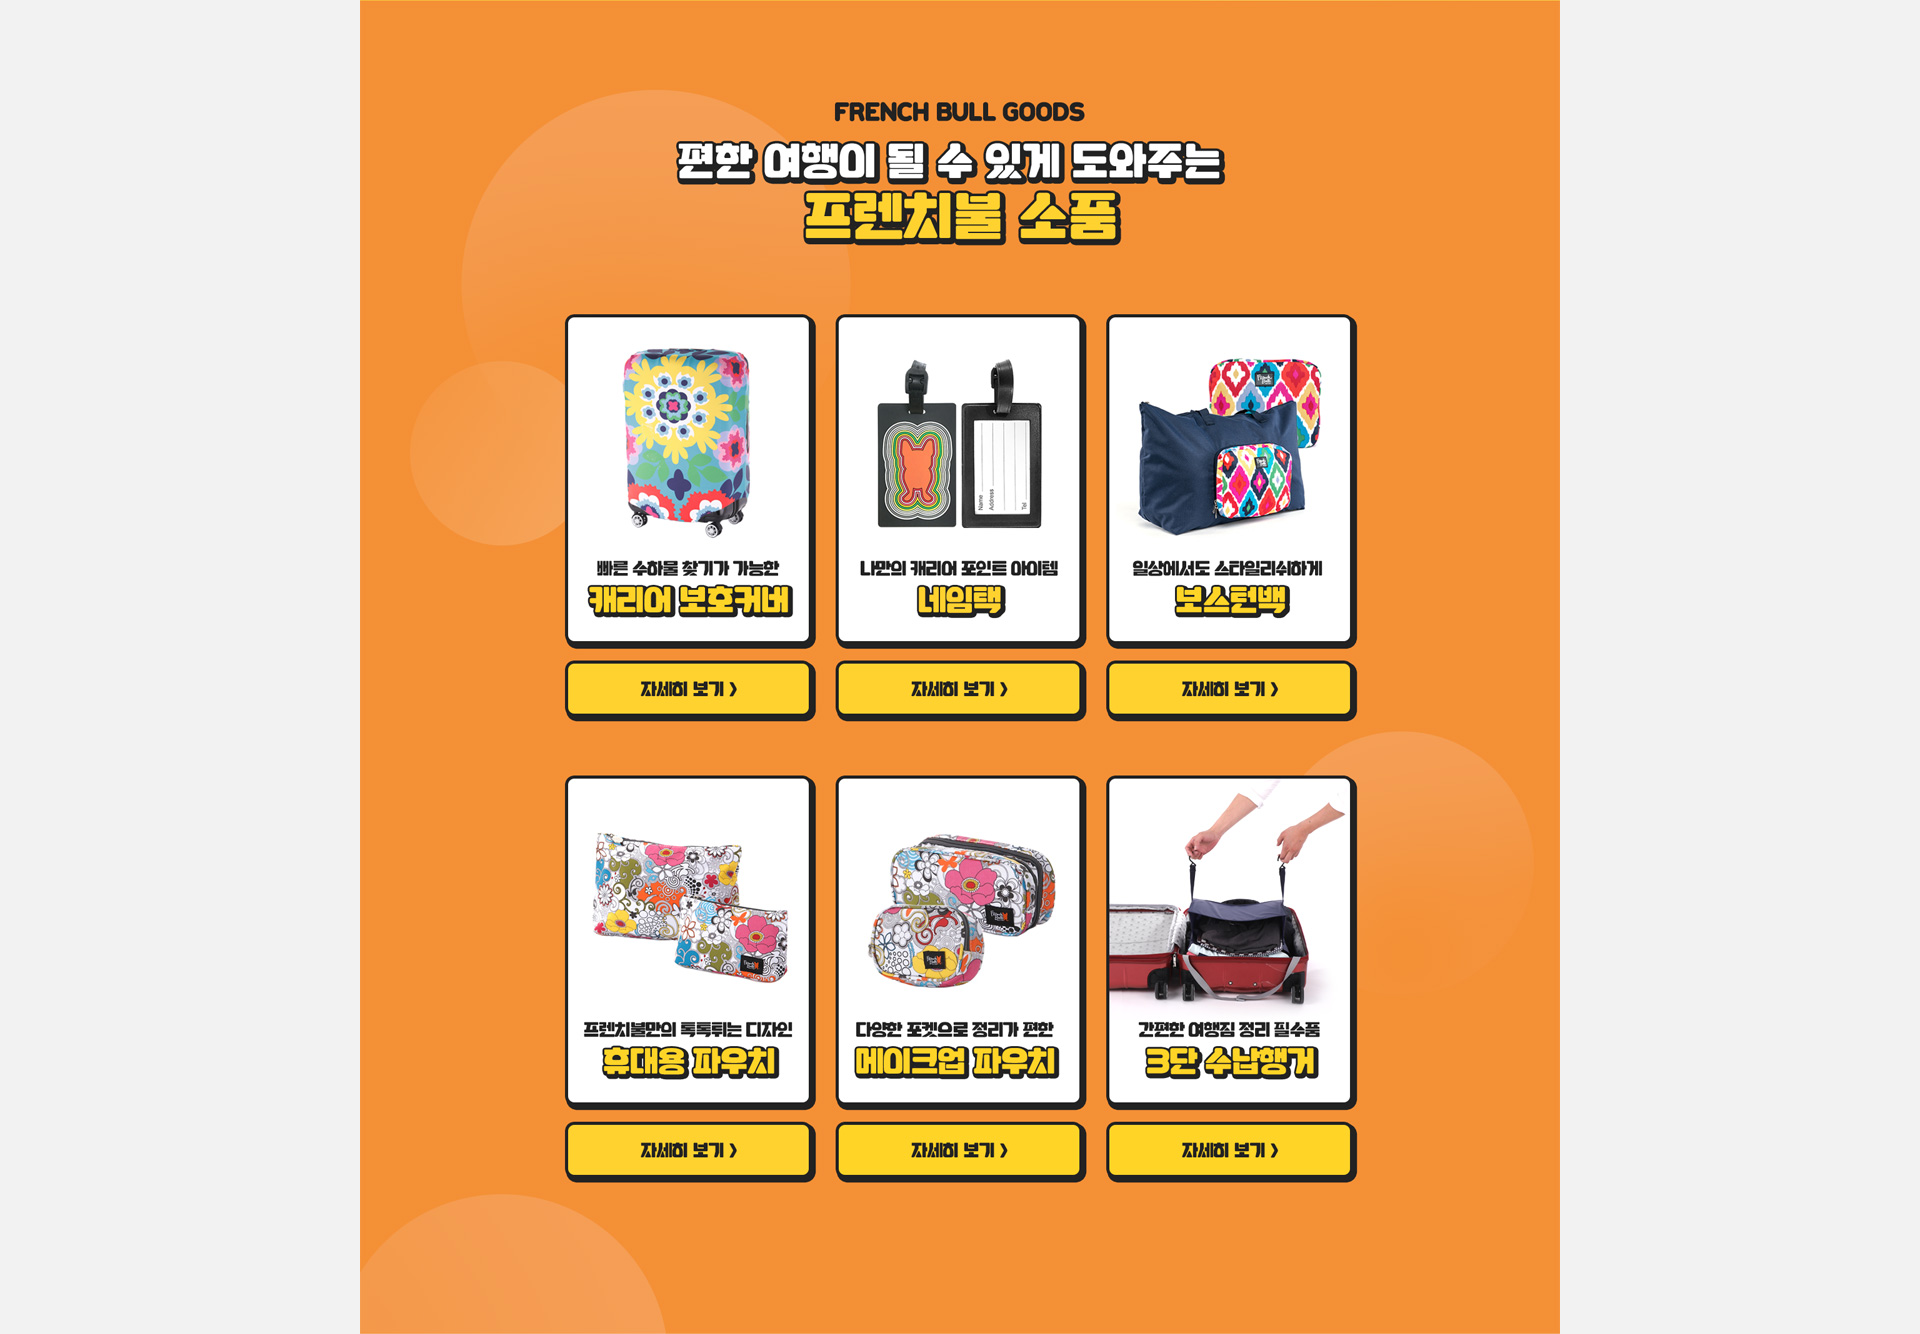 FRENCH BULL GOODS
편한 여행이 될 수 있게 도와주는
프렌치불 소품
Name
Address
Tel
빠른 수하물 찾기가 가능한
캐리어 보호커버
나만의 캐리어 포인트 아이템
네임택
일상에서도 스타일리쉬하게
보스턴백
자세히 보기 》
자세히 보기 》
자세히 보기 》
프렌치불만의 톡톡튀는 디자인
휴대용 파우치
다양한 포켓으로 정리가 편한
메이크업 파우치
간편한 여행짐 정리 필수품
3단 수납행거
자세히 보기 》
자세히 보기 》
자세히 보기 》